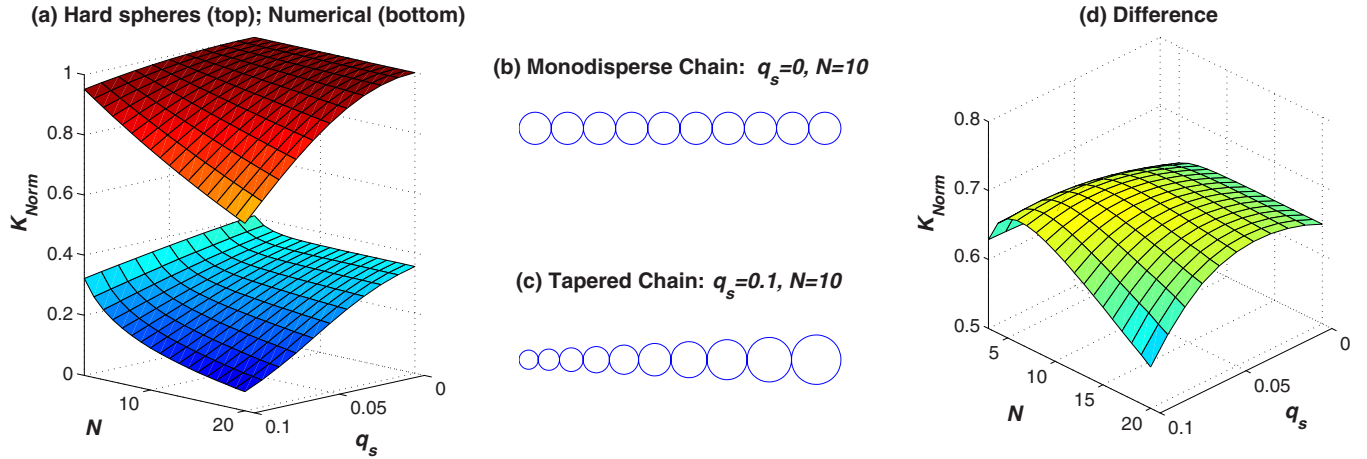 (a) Hard spheres (top); Numerical (bottom)
K_Norm
1
0.8
0.6
0.4
0.2
0
10
20
N
0.1
0.05
0
q_s
(b) Monodisperse Chain: q_s=0, N=10
(c) Tapered Chain: q_s=0.1, N=10
(d) Difference
K_Norm
0.8
0.7
0.6
0.5
5
10
15
20
N
0.1
0.05
0
q_s